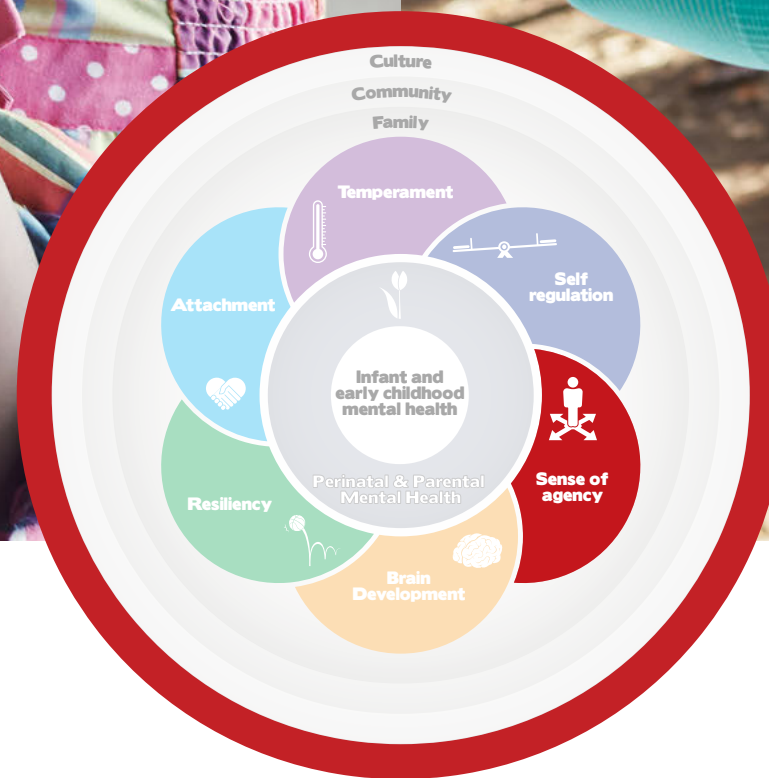 Culture
Community
Family
Temperament
Self
regulation
Attachment
Infant and
early childhood
mental health
Sense of
agency
Perinatal & Parental
Mental Health
Resiliency
Brain
Development